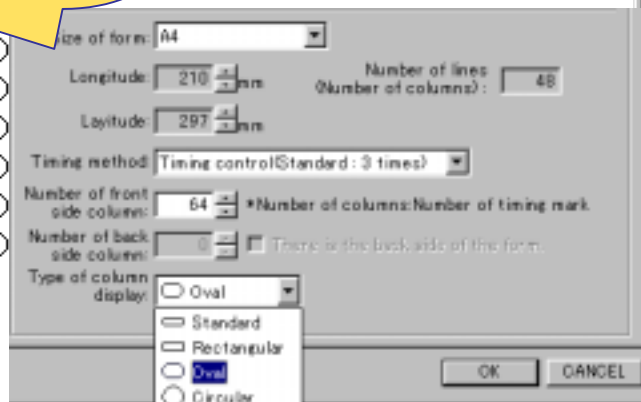 Size of form: A4
Longitude: 210 mm
Number of lines (Number of columns): 48
Layitude: 297 mm
Timing method Timing control(Standard : 3 times)
Number of front side column: 64 *Number of columns:Number of timing mark
Number of back side column: 0 There is the back side of the form.
Type of column display: Oval
Standard
Rectangular
Oval
Circular
OK CANCEL